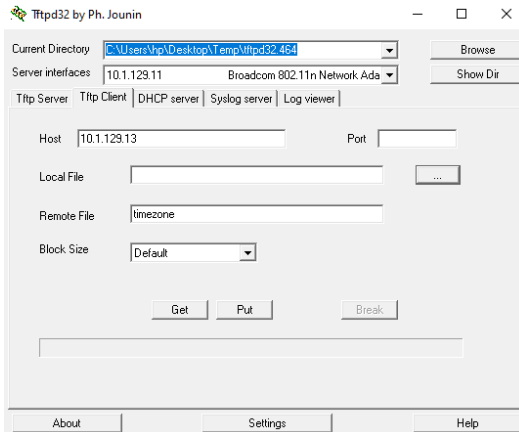 Tftpd32 by Ph. Jounin
Current Directory C:\Users\hp\Desktop\Temp\tftpd32.464 Browse
Server interfaces 10.1.129.11 Broadcom 802.11n Network Ada Show Dir
Tftp Server Tftp Client DHCP server Syslog server Log viewer
Host 10.1.129.13 Port
Local File ...
Remote File timezone
Block Size Default
Get Put Break
About Settings Help